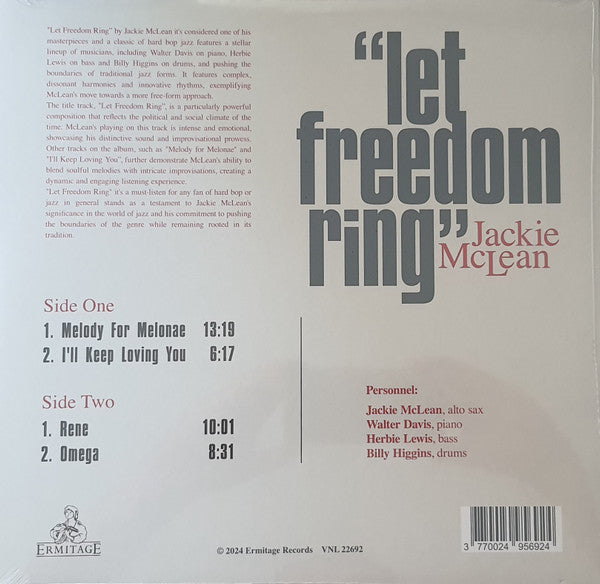 "Let Freedom Ring" by Jackie McLean it's considered one of his
masterpieces and a classic of hard bop jazz features a stellar
lineup of musicians, including Walter Davis on piano, Herbie
Lewis on bass and Billy Higgins on drums, and pushing the
boundaries of traditional jazz forms. It features complex,
dissonant harmonies and innovative rhythms, exemplifying
McLean's move towards a more free-form approach.
The title track, "Let Freedom Ring", is a particularly powerful
composition that reflects the political and social climate of the
time. McLean's playing on this track is intense and emotional,
showcasing his distinctive sound and improvisational prowess.
Other tracks on the album, such as "Melody for Melonae" and
"I'll Keep Loving You", further demonstrate McLean's ability to
blend soulful melodies with intricate improvisations, creating a
dynamic and engaging listening experience.
"Let Freedom Ring" it's a must-listen for any fan of hard bop or
jazz in general stands as a testament to Jackie McLean's
significance in the world of jazz and his commitment to pushing
the boundaries of the genre while remaining rooted in its
tradition.
"let
freedom
ring"
Jackie
McLean
Side One
1. Melody For Melonae 13:19
2. I'll Keep Loving You 6:17
Side Two
1. Rene 10:01
2. Omega 8:31
Personnel:
Jackie McLean, alto sax
Walter Davis, piano
Herbie Lewis, bass
Billy Higgins, drums
ERMITAGE
© 2024 Ermitage Records VNL 22692
3 770024 956924